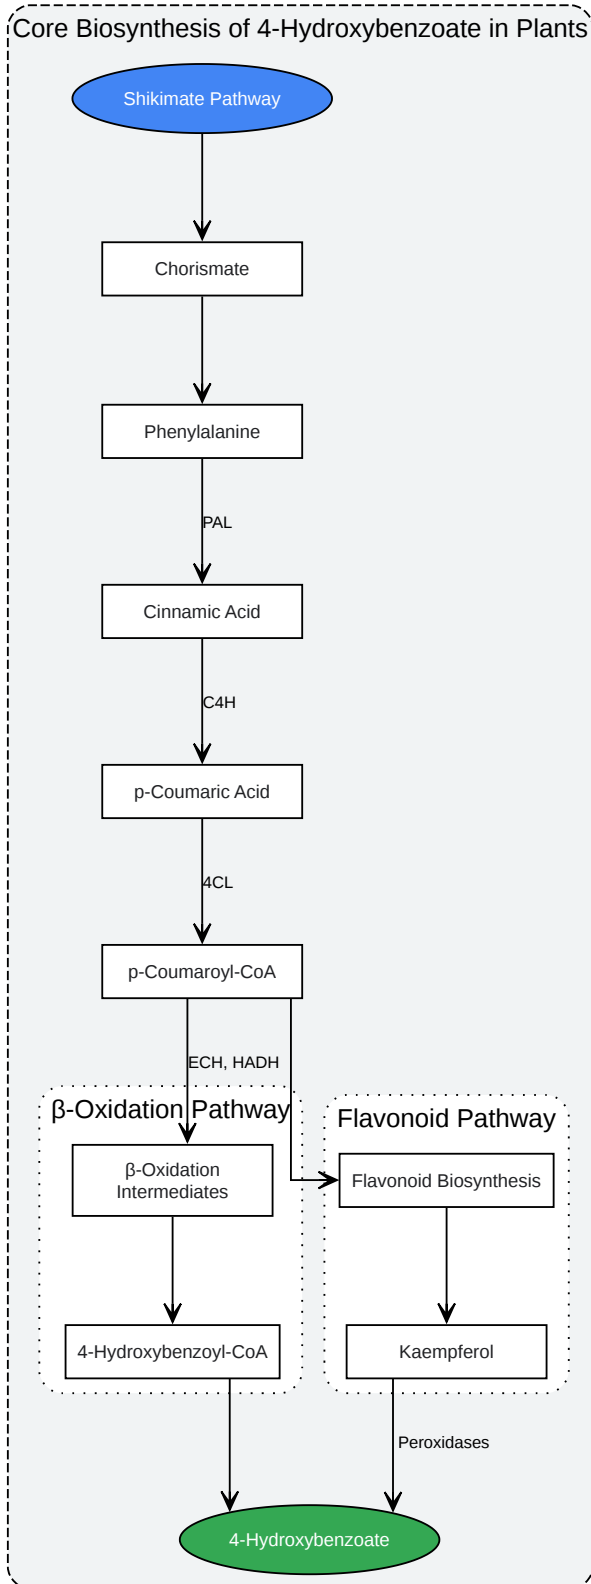 Core Biosynthesis of 4-Hydroxybenzoate in Plants
Shikimate Pathway
Chorismate
Phenylalanine
PAL
Cinnamic Acid
C4H
p-Coumaric Acid
4CL
p-Coumaroyl-CoA
ECH, HADH
β-Oxidation Pathway
β-Oxidation
Intermediates
4-Hydroxybenzoyl-CoA
Flavonoid Pathway
Flavonoid Biosynthesis
Kaempferol
Peroxidases
4-Hydroxybenzoate